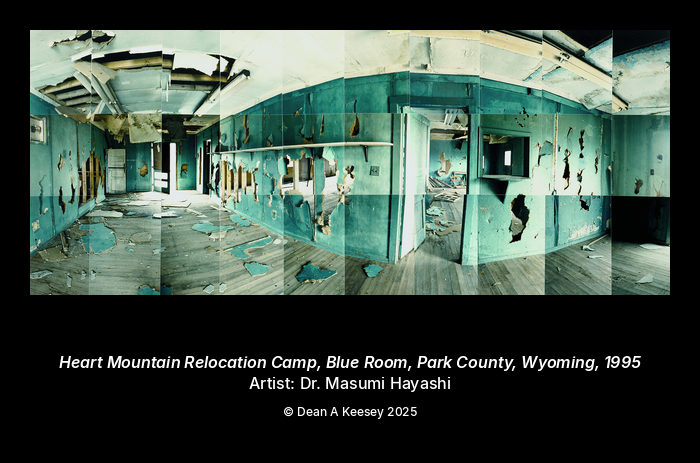 Heart Mountain Relocation Camp, Blue Room, Park County, Wyoming, 1995
Artist: Dr. Masumi Hayashi
© Dean A Keesey 2025